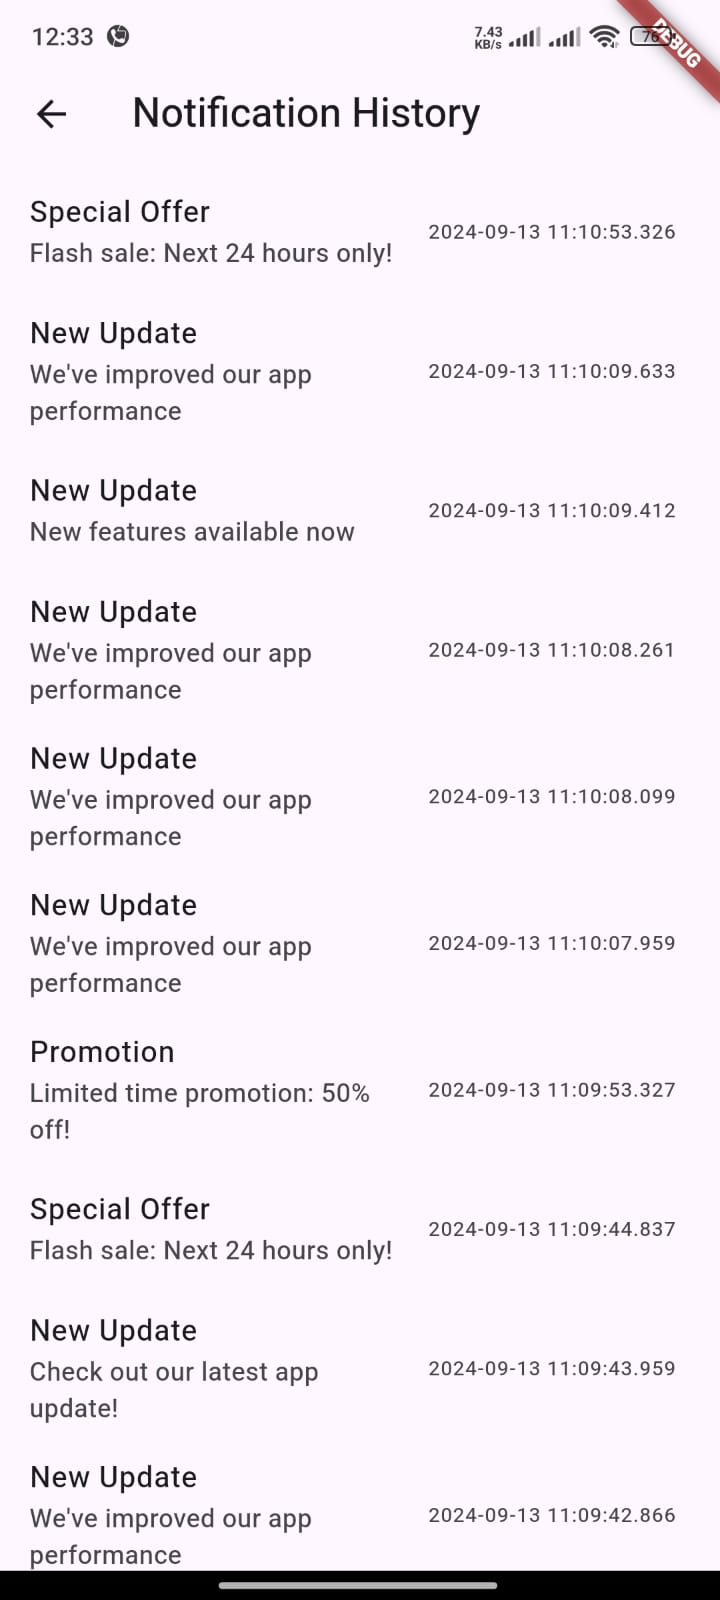 12:33
7.43
KB/s
76
DEBUG
Notification History
Special Offer
Flash sale: Next 24 hours only!
2024-09-13 11:10:53.326
New Update
We've improved our app
performance
2024-09-13 11:10:09.633
New Update
New features available now
2024-09-13 11:10:09.412
New Update
We've improved our app
performance
2024-09-13 11:10:08.261
New Update
We've improved our app
performance
2024-09-13 11:10:08.099
New Update
We've improved our app
performance
2024-09-13 11:10:07.959
Promotion
Limited time promotion: 50%
off!
2024-09-13 11:09:53.327
Special Offer
Flash sale: Next 24 hours only!
2024-09-13 11:09:44.837
New Update
Check out our latest app
update!
2024-09-13 11:09:43.959
New Update
We've improved our app
performance
2024-09-13 11:09:42.866